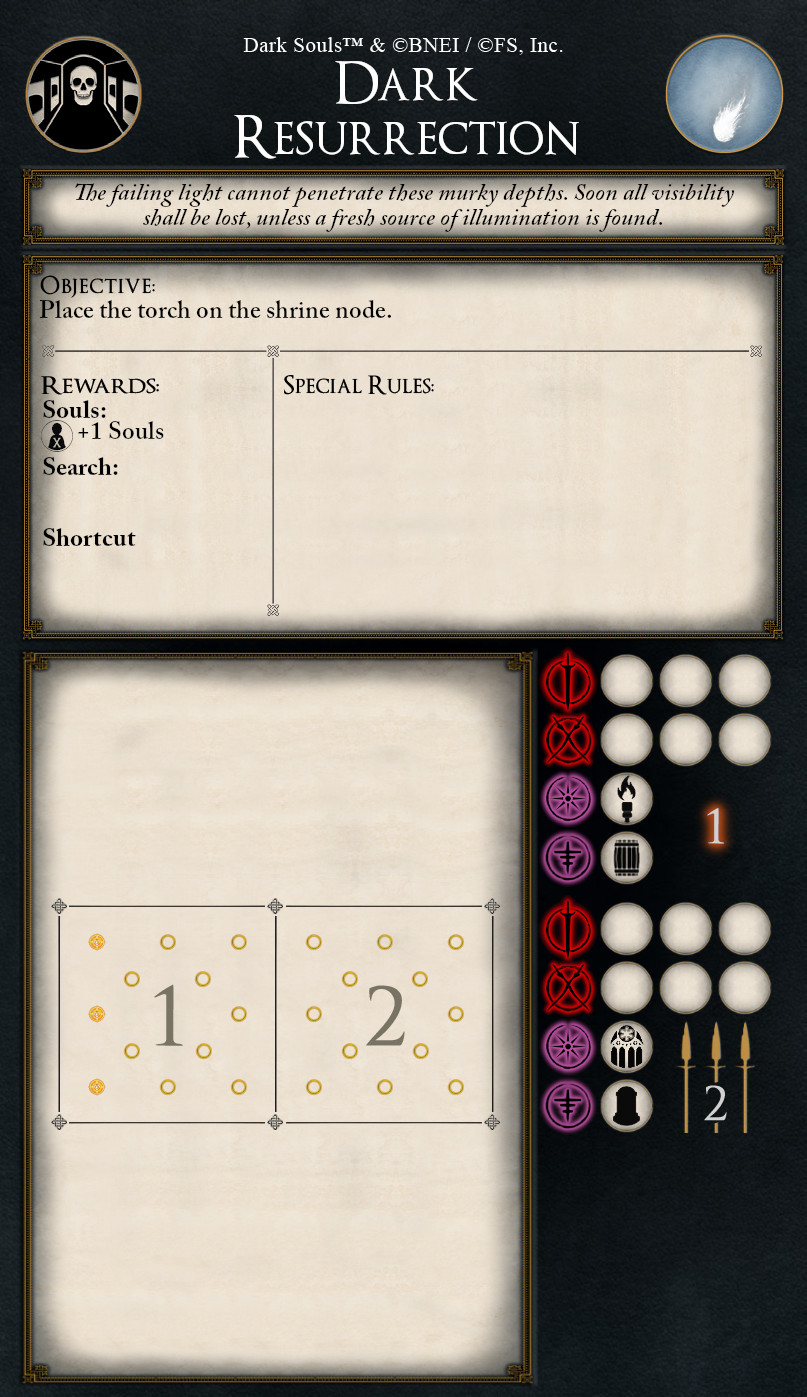 Dark Souls™ & ©BNEI / ©FS, Inc.
Dark
Resurrection
The failing light cannot penetrate these murky depths. Soon all visibility
shall be lost, unless a fresh source of illumination is found.
Objective:
Place the torch on the shrine node.
Rewards:
Souls:
X +1 Souls
Search:
Shortcut
Special Rules:
1
2
1
2